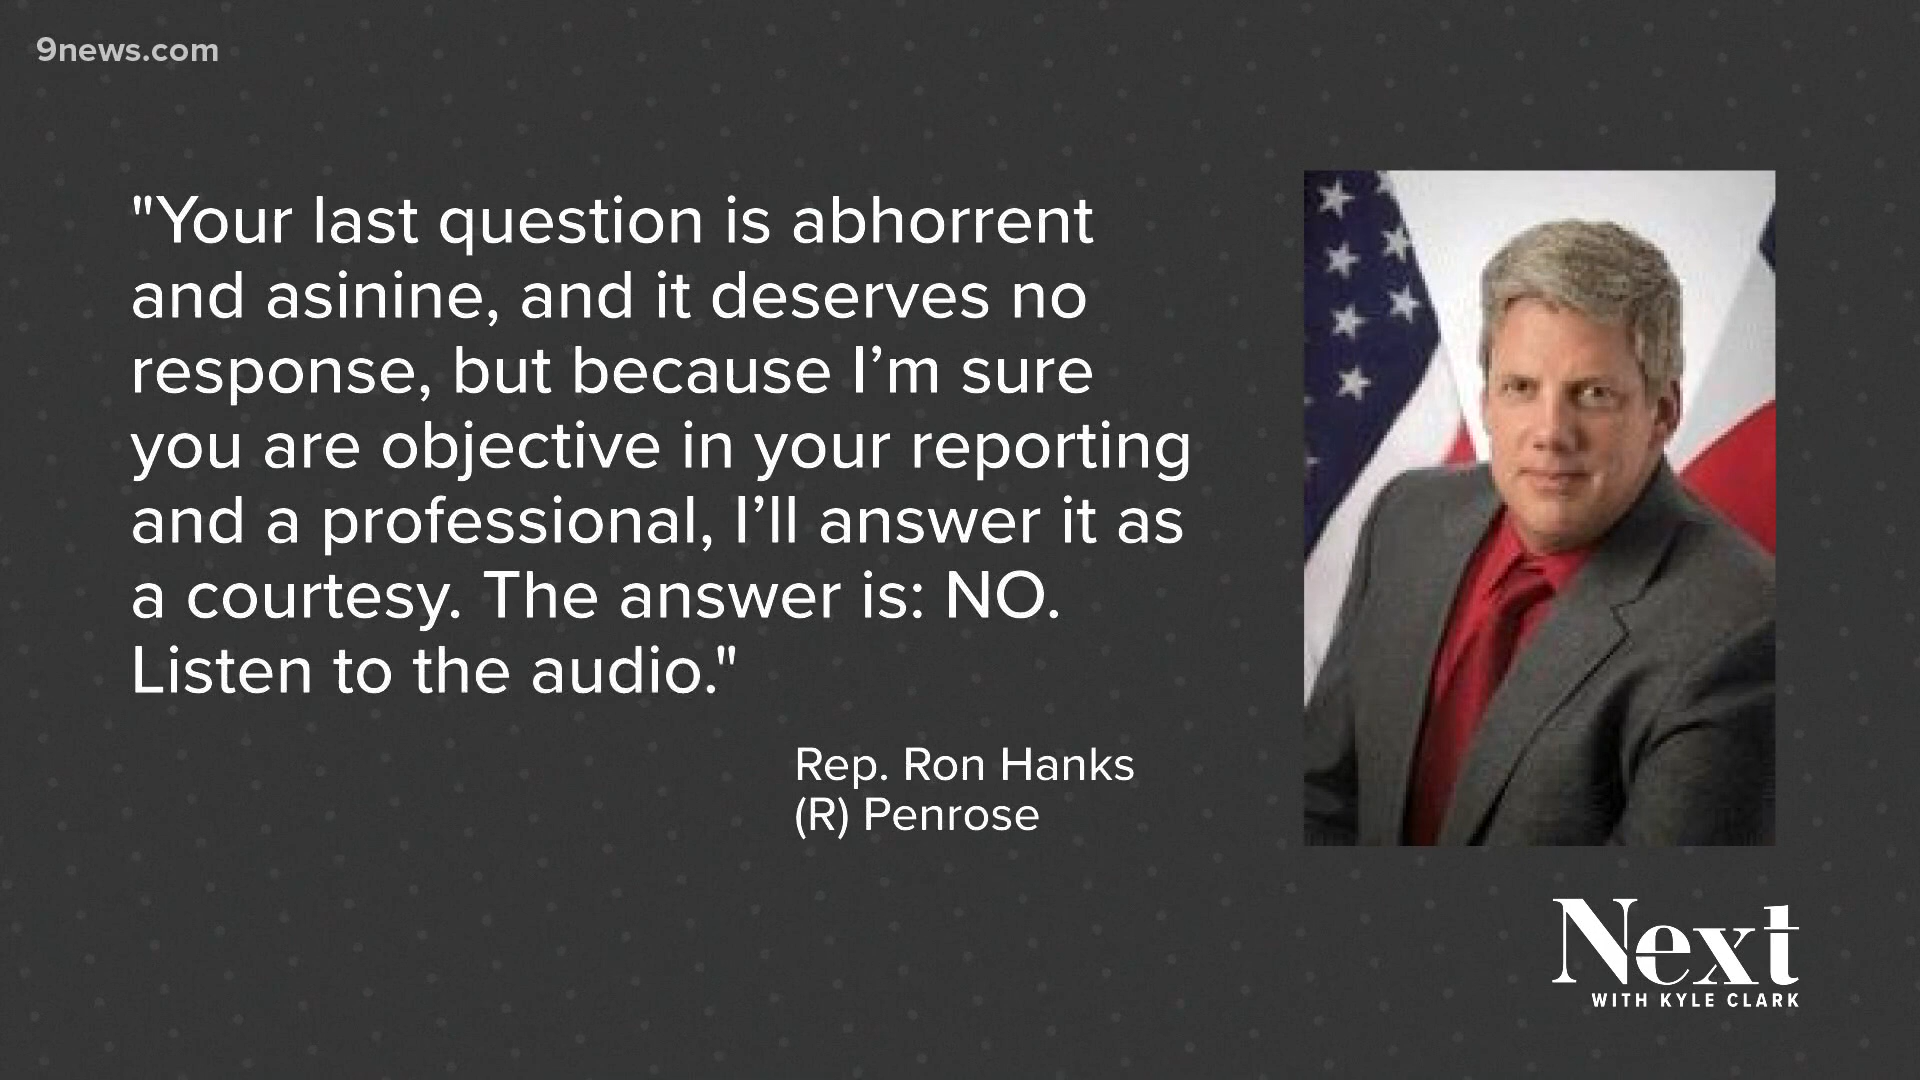 9news.com
"Your last question is abhorrent
and asinine, and it deserves no
response, but because I’m sure
you are objective in your reporting
and a professional, I’ll answer it as
a courtesy. The answer is: NO.
Listen to the audio."
Rep. Ron Hanks
(R) Penrose
Next
WITH KYLE CLARK